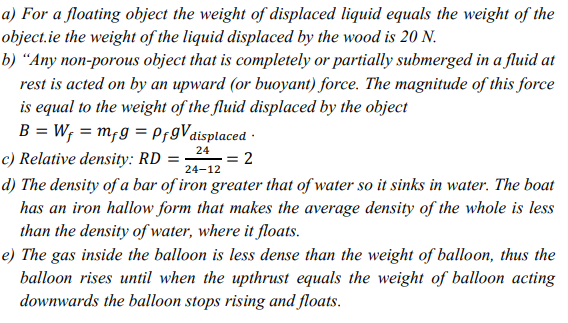 a) For a floating object the weight of displaced liquid equals the weight of the
object.ie the weight of the liquid displaced by the wood is 20 N.
b) “Any non-porous object that is completely or partially submerged in a fluid at
rest is acted on by an upward (or buoyant) force. The magnitude of this force
is equal to the weight of the fluid displaced by the object
B = W_f = m_f g = ρ_f gV_displaced .
c) Relative density: RD = 24/(24−12) = 2
d) The density of a bar of iron greater that of water so it sinks in water. The boat
has an iron hallow form that makes the average density of the whole is less
than the density of water, where it floats.
e) The gas inside the balloon is less dense than the weight of balloon, thus the
balloon rises until when the upthrust equals the weight of balloon acting
downwards the balloon stops rising and floats.